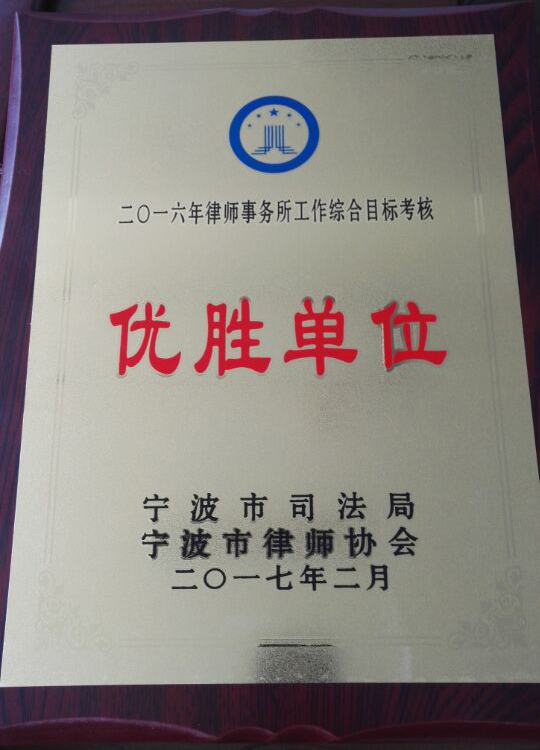 二〇一六年律师事务所工作综合目标考核
优胜单位
宁波市司法局
宁波市律师协会
二〇一七年二月